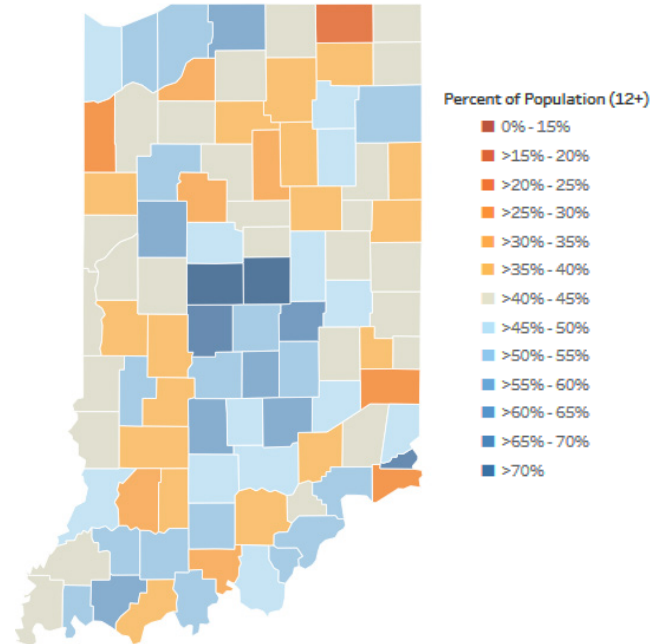 Percent of Population (12+)
0% - 15%
>15% - 20%
>20% - 25%
>25% - 30%
>30% - 35%
>35% - 40%
>40% - 45%
>45% - 50%
>50% - 55%
>55% - 60%
>60% - 65%
>65% - 70%
>70%